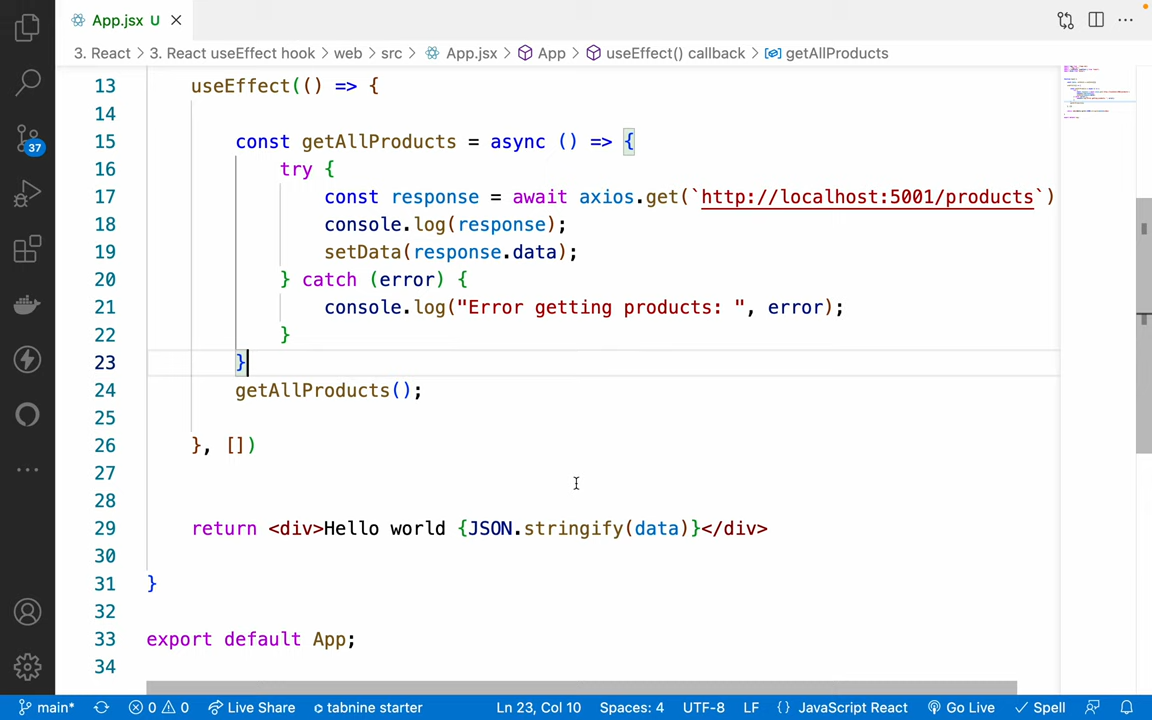 App.jsx U
3. React > 3. React useEffect hook > web > src > App.jsx > App > useEffect() callback > getAllProducts
37
13 useEffect(() => {
14
15 const getAllProducts = async () => {
16 try {
17 const response = await axios.get(`http://localhost:5001/products`)
18 console.log(response);
19 setData(response.data);
20 } catch (error) {
21 console.log("Error getting products: ", error);
22 }
23 }
24 getAllProducts();
25
26 }, [])
27
28
29 return <div>Hello world {JSON.stringify(data)}</div>
30
31 }
32
33 export default App;
34
main* 0 0 Live Share tabnine starter Ln 23, Col 10 Spaces: 4 UTF-8 LF {} JavaScript React Go Live Spell